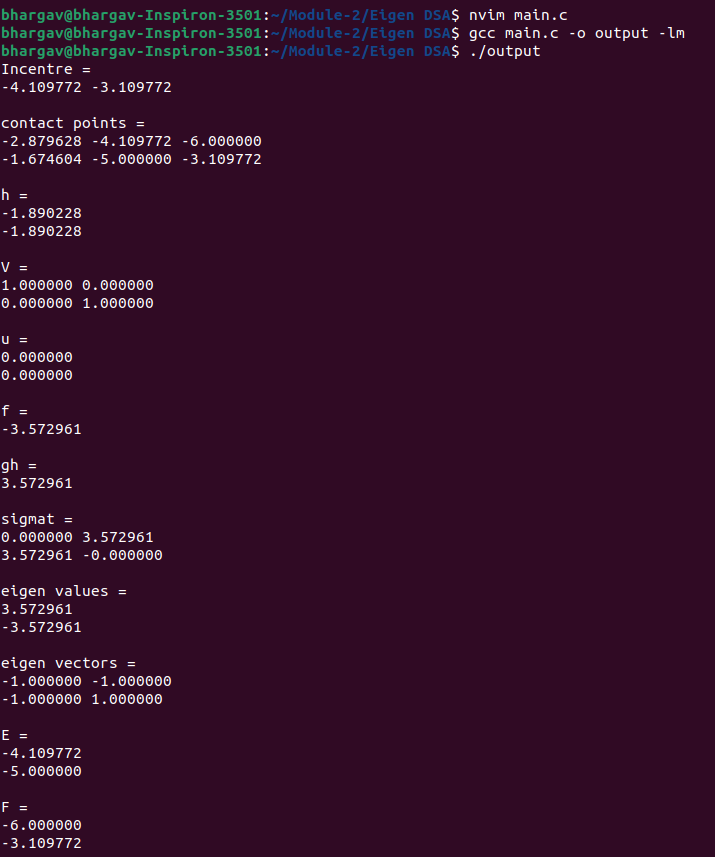 bhargav@bhargav-Inspiron-3501:~/Module-2/Eigen DSA$ nvim main.c
bhargav@bhargav-Inspiron-3501:~/Module-2/Eigen DSA$ gcc main.c -o output -lm
bhargav@bhargav-Inspiron-3501:~/Module-2/Eigen DSA$ ./output
Incentre =
-4.109772 -3.109772
contact points =
-2.879628 -4.109772 -6.000000
-1.674604 -5.000000 -3.109772
h =
-1.890228
-1.890228
V =
1.000000 0.000000
0.000000 1.000000
u =
0.000000
0.000000
f =
-3.572961
gh =
3.572961
sigmat =
0.000000 3.572961
3.572961 -0.000000
eigen values =
3.572961
-3.572961
eigen vectors =
-1.000000 -1.000000
-1.000000 1.000000
E =
-4.109772
-5.000000
F =
-6.000000
-3.109772